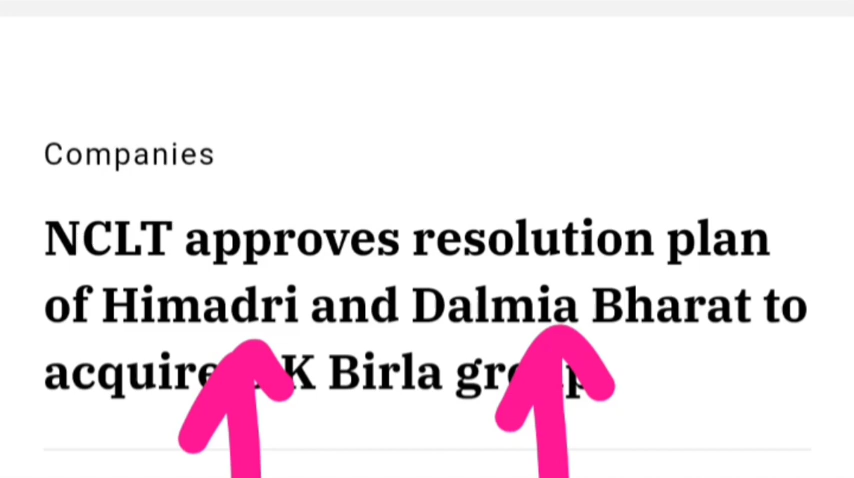 Companies
NCLT approves resolution plan
of Himadri and Dalmia Bharat to
acquire K Birla